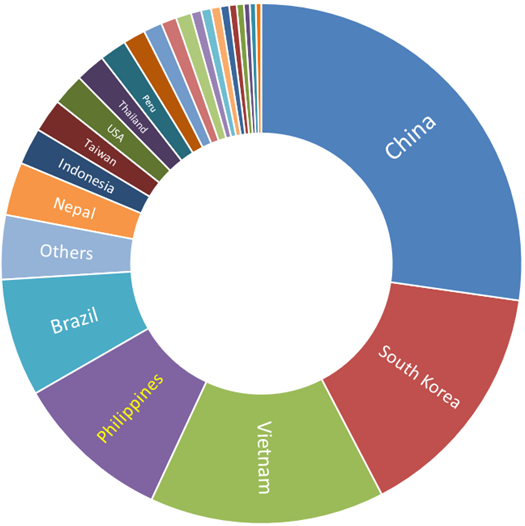 China
South Korea
Vietnam
Philippines
Brazil
Others
Nepal
Indonesia
Taiwan
USA
Thailand
Peru